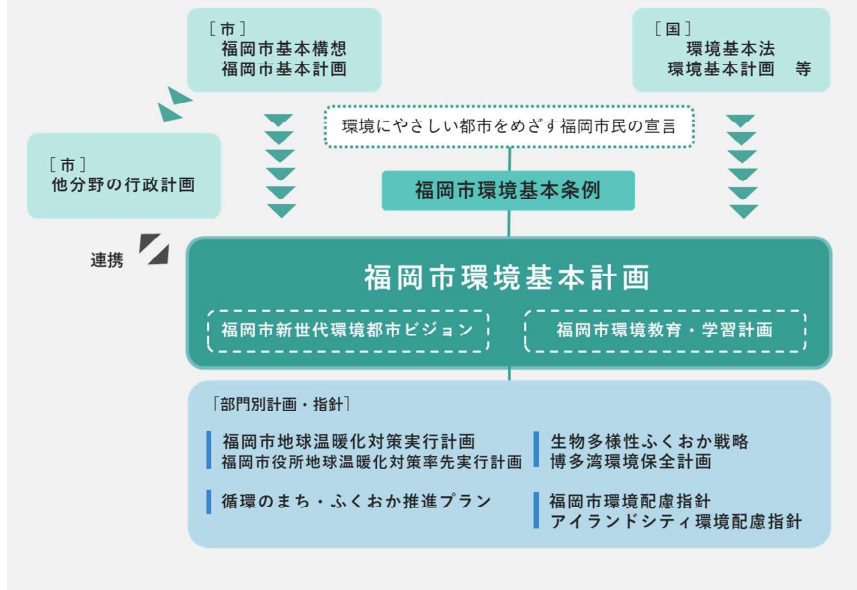 [市]
福岡市基本構想
福岡市基本計画
[国]
環境基本法
環境基本計画 等
環境にやさしい都市をめざす福岡市民の宣言
[市]
他分野の行政計画
福岡市環境基本条例
連携
福岡市環境基本計画
福岡市新世代環境都市ビジョン
福岡市環境教育・学習計画
「部門別計画・指針」
福岡市地球温暖化対策実行計画
福岡市役所地球温暖化対策率先実行計画
循環のまち・ふくおか推進プラン
生物多様性ふくおか戦略
博多湾環境保全計画
福岡市環境配慮指針
アイランドシティ環境配慮指針